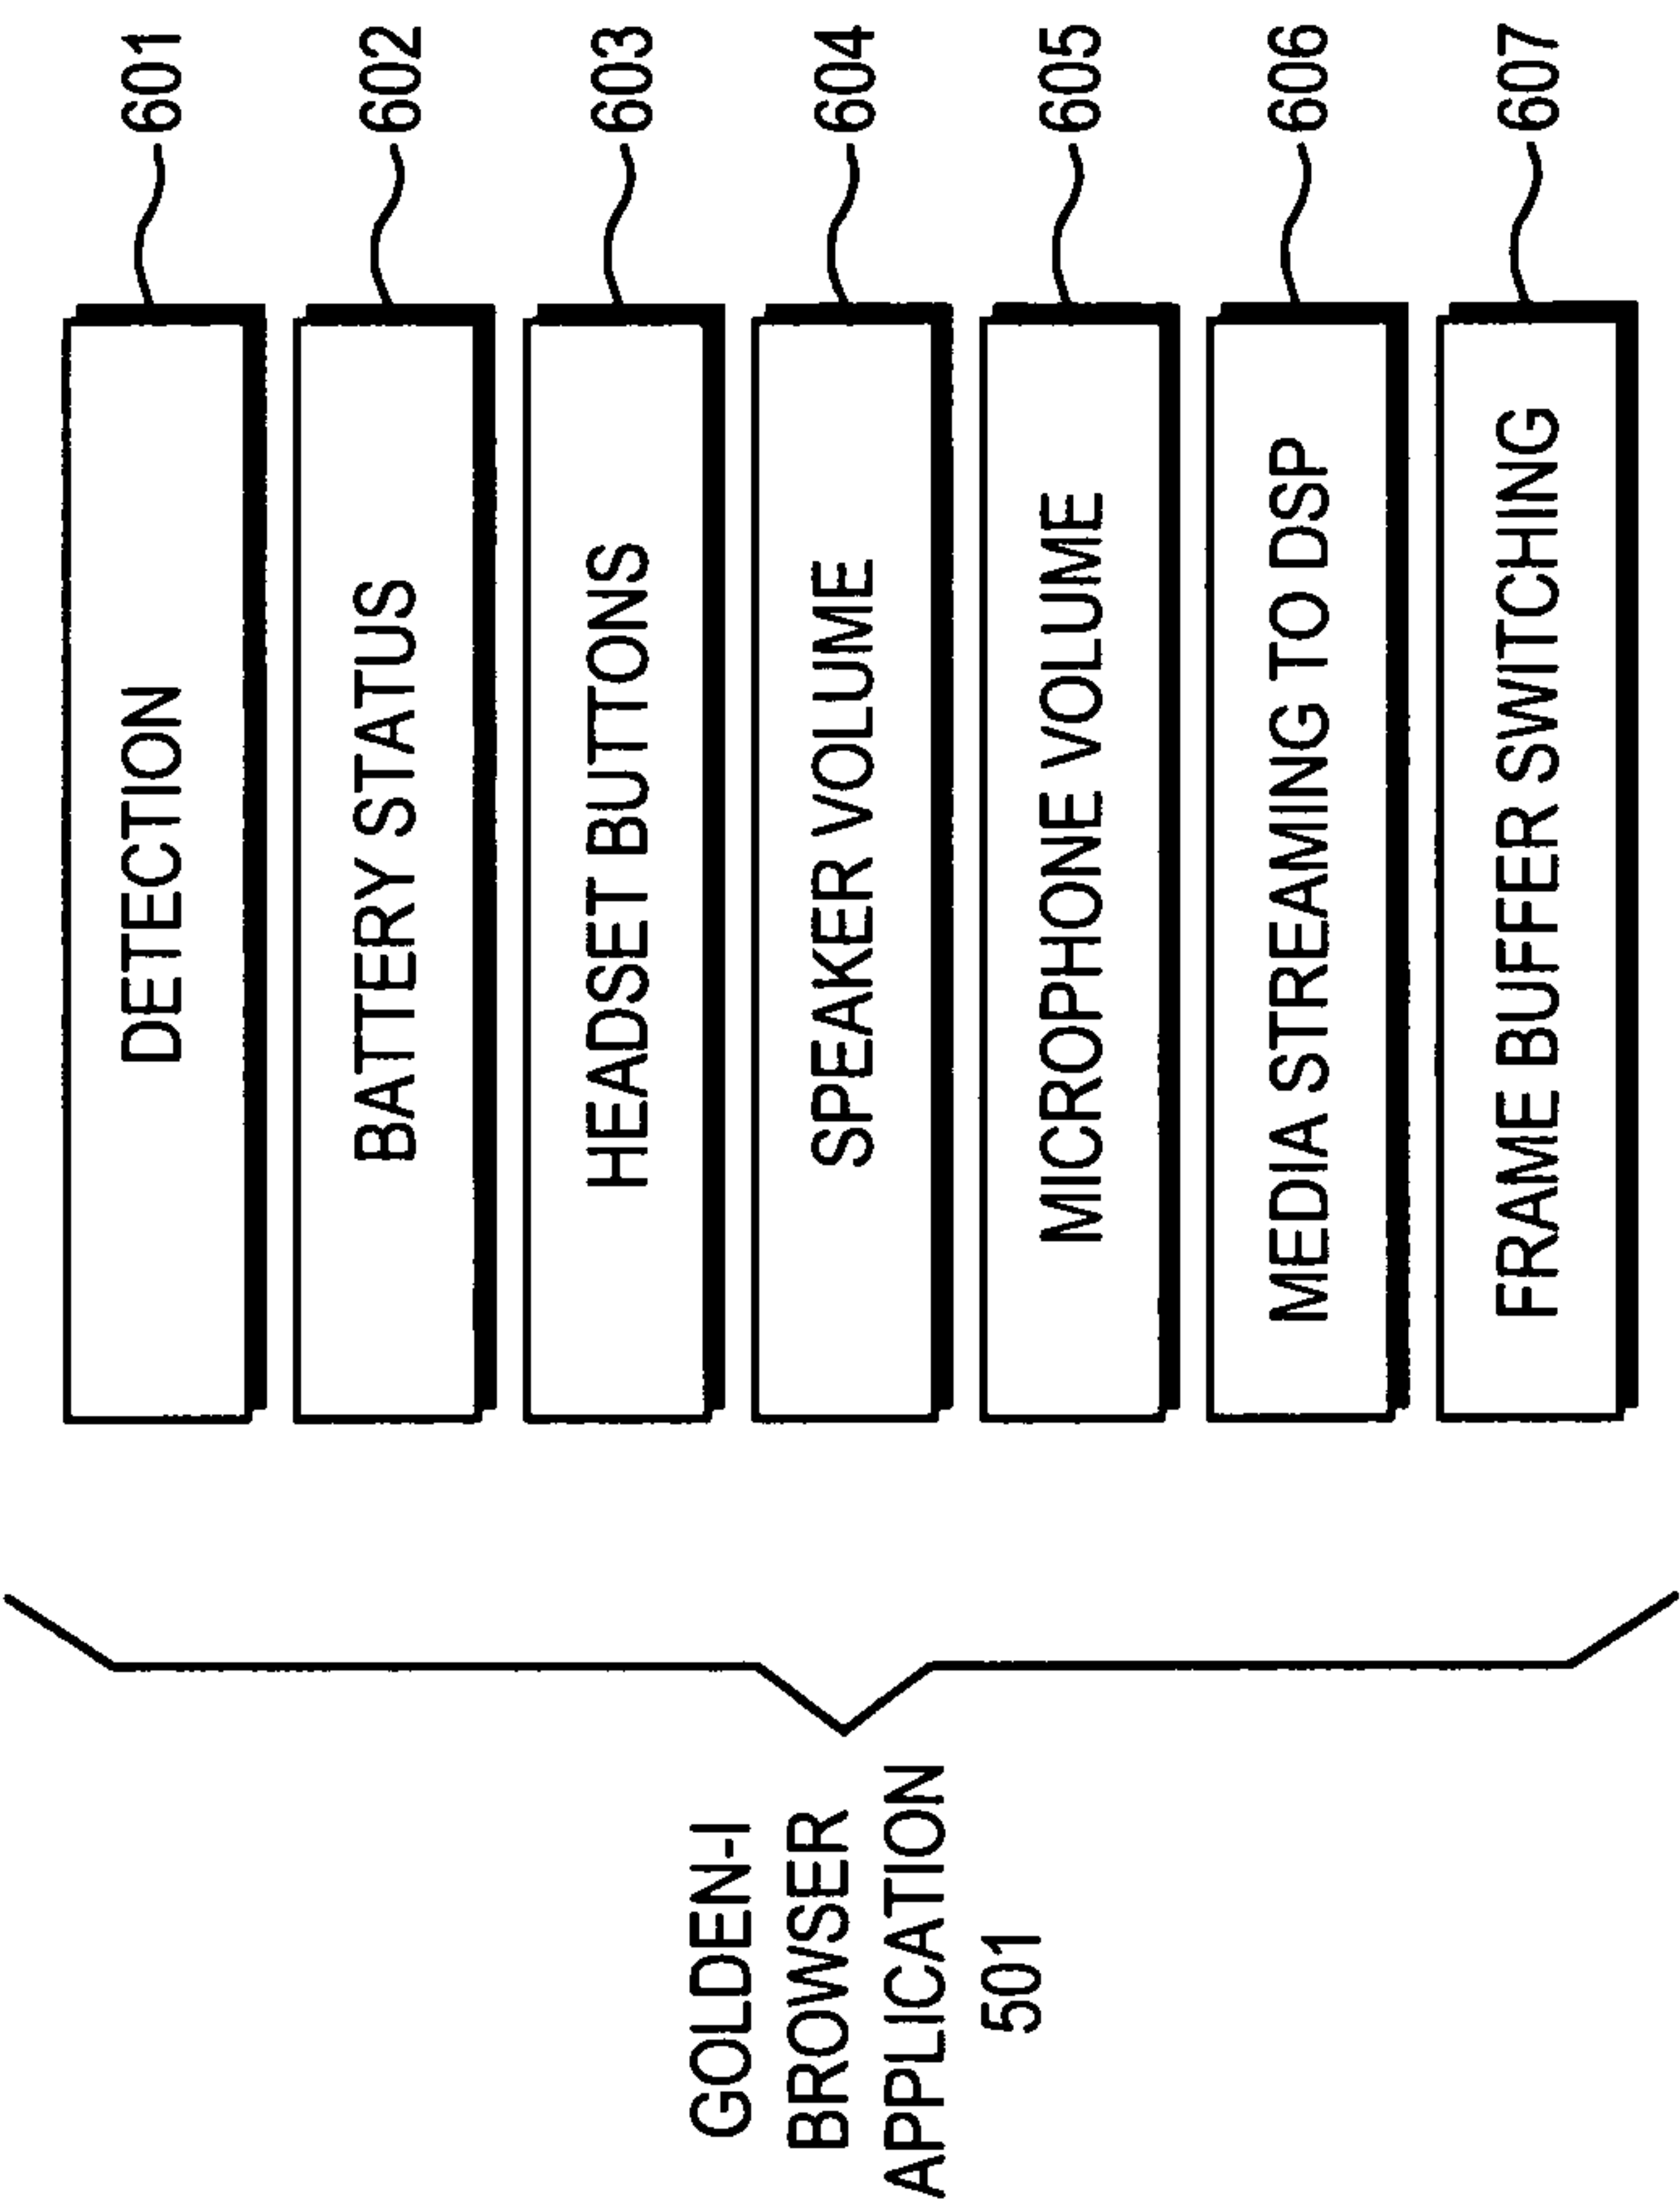 GOLDEN-I
BROWSER
APPLICATION
501
DETECTION
601
BATTERY STATUS
602
HEADSET BUTTONS
603
SPEAKER VOLUME
604
MICROPHONE VOLUME
605
MEDIA STREAMING TO DSP
606
FRAME BUFFER SWITCHING
607